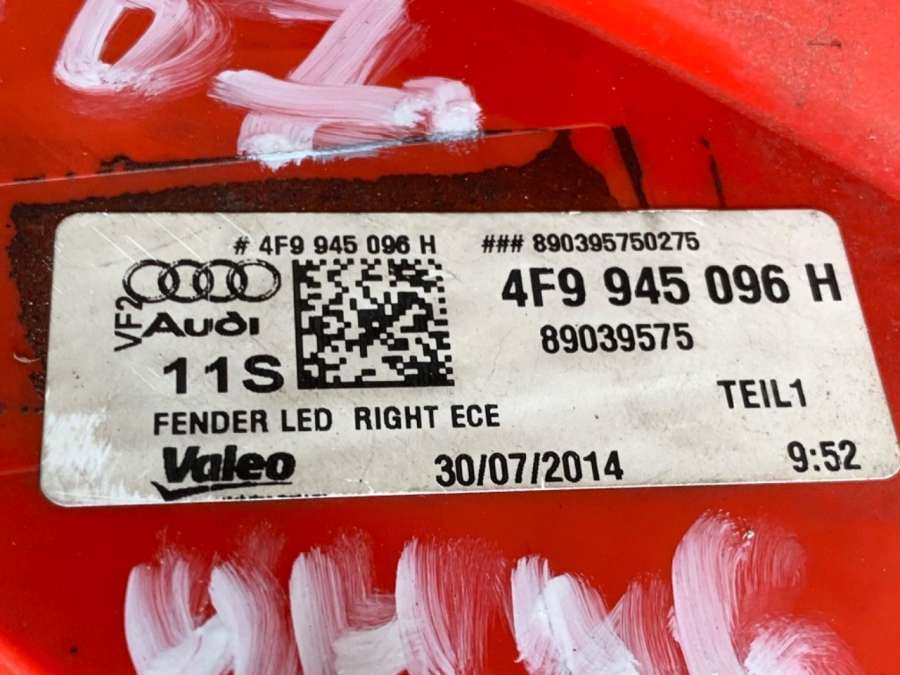 # 4F9 945 096 H ### 890395750275
4F9 945 096 H
VF2
Audi
89039575
11S
TEIL1
FENDER LED RIGHT ECE
Valeo
30/07/2014
9:52